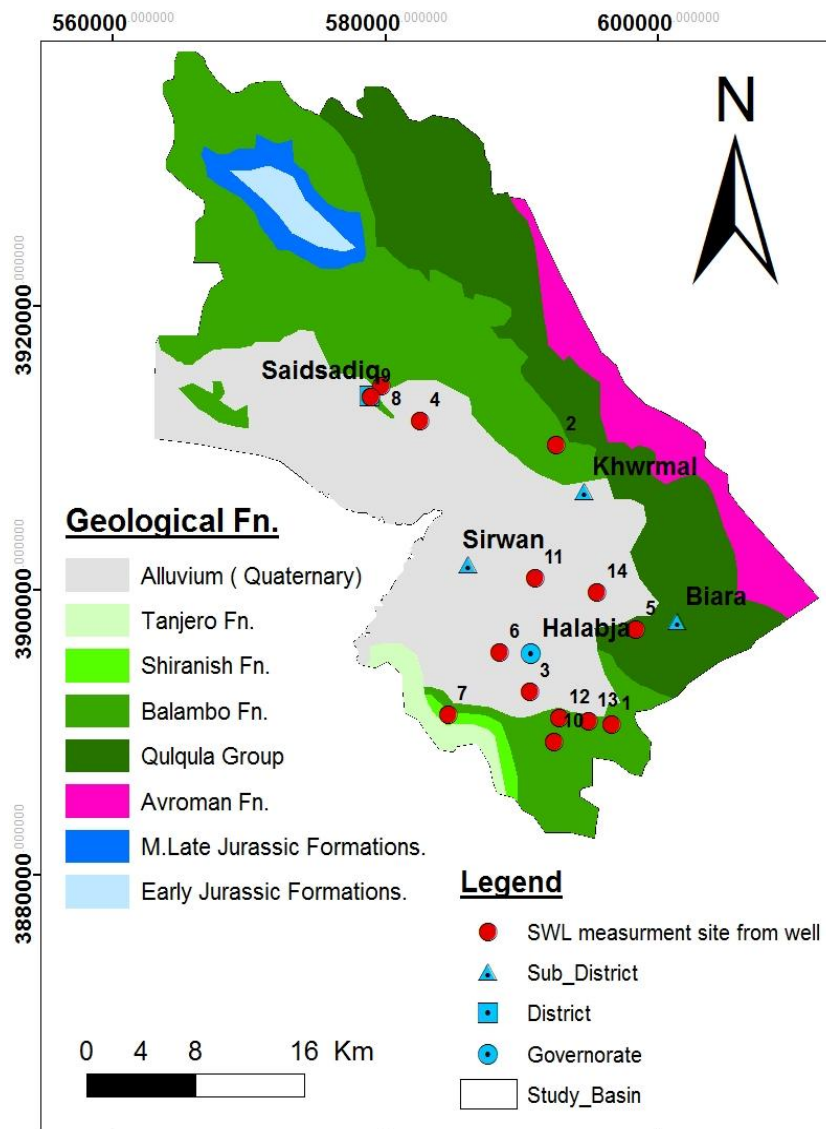 560000.000000 580000.000000 600000.000000
N
3920000.000000
3900000.000000
3880000.000000
Saidsadiq
9
8
4
2
Khwrmal
Sirwan
11
14
Biara
5
Halabja
6
3
7
12
13
1
10
Geological Fn.
Alluvium ( Quaternary)
Tanjero Fn.
Shiranish Fn.
Balambo Fn.
Qulqula Group
Avroman Fn.
M.Late Jurassic Formations.
Early Jurassic Formations.
Legend
SWL measurment site from well
Sub_District
District
Governorate
Study_Basin
0 4 8 16 Km